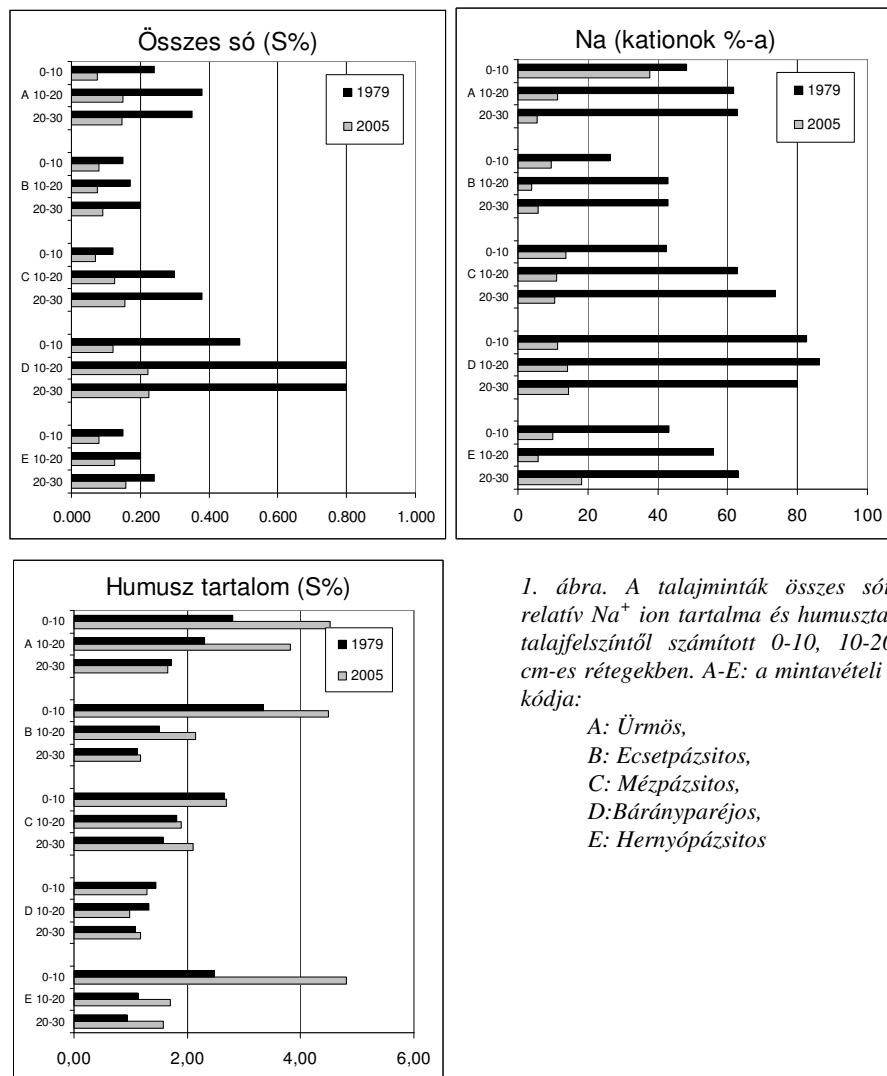 Összes só (S%)
0-10
A 10-20
20-30
0-10
B 10-20
20-30
0-10
C 10-20
20-30
0-10
D 10-20
20-30
0-10
E 10-20
20-30
1979
2005
0.000 0.200 0.400 0.600 0.800 1.000
Na (kationok %-a)
0-10
A 10-20
20-30
0-10
B 10-20
20-30
0-10
C 10-20
20-30
0-10
D 10-20
20-30
0-10
E 10-20
20-30
1979
2005
0 20 40 60 80 100
Humusz tartalom (S%)
0-10
A 10-20
20-30
0-10
B 10-20
20-30
0-10
C 10-20
20-30
0-10
D 10-20
20-30
0-10
E 10-20
20-30
1979
2005
0,00 2,00 4,00 6,00
1. ábra. A talajminták összes
relatív Na+ ion tartalma és
talajfelszíntől számított 0-10,
cm-es rétegekben. A-E: a mintavételi
kódja:
A: Ürmös,
B: Ecsetpázsitos,
C: Mézpázsitos,
D:Bárányparéjos,
E: Hernyópázsitos